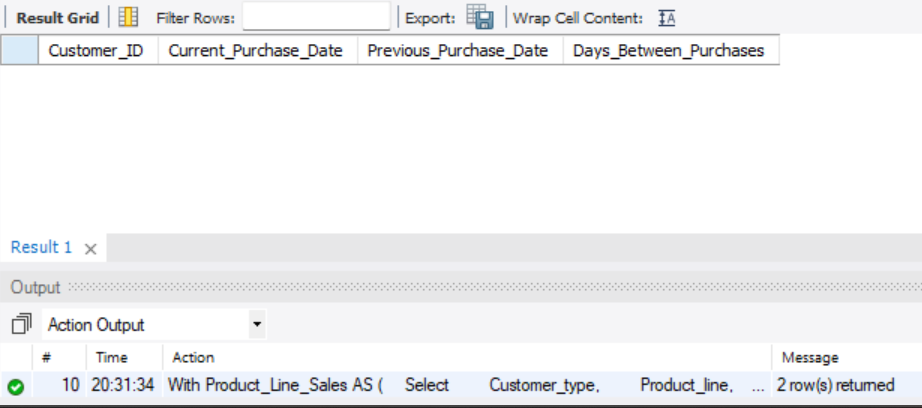 Result Grid Filter Rows: Export: Wrap Cell Content:
Customer_ID Current_Purchase_Date Previous_Purchase_Date Days_Between_Purchases
Result 1
Output
Action Output
# Time Action Message
10 20:31:34 With Product_Line_Sales AS ( Select Customer_type, Product_line, ... 2 row(s) returned